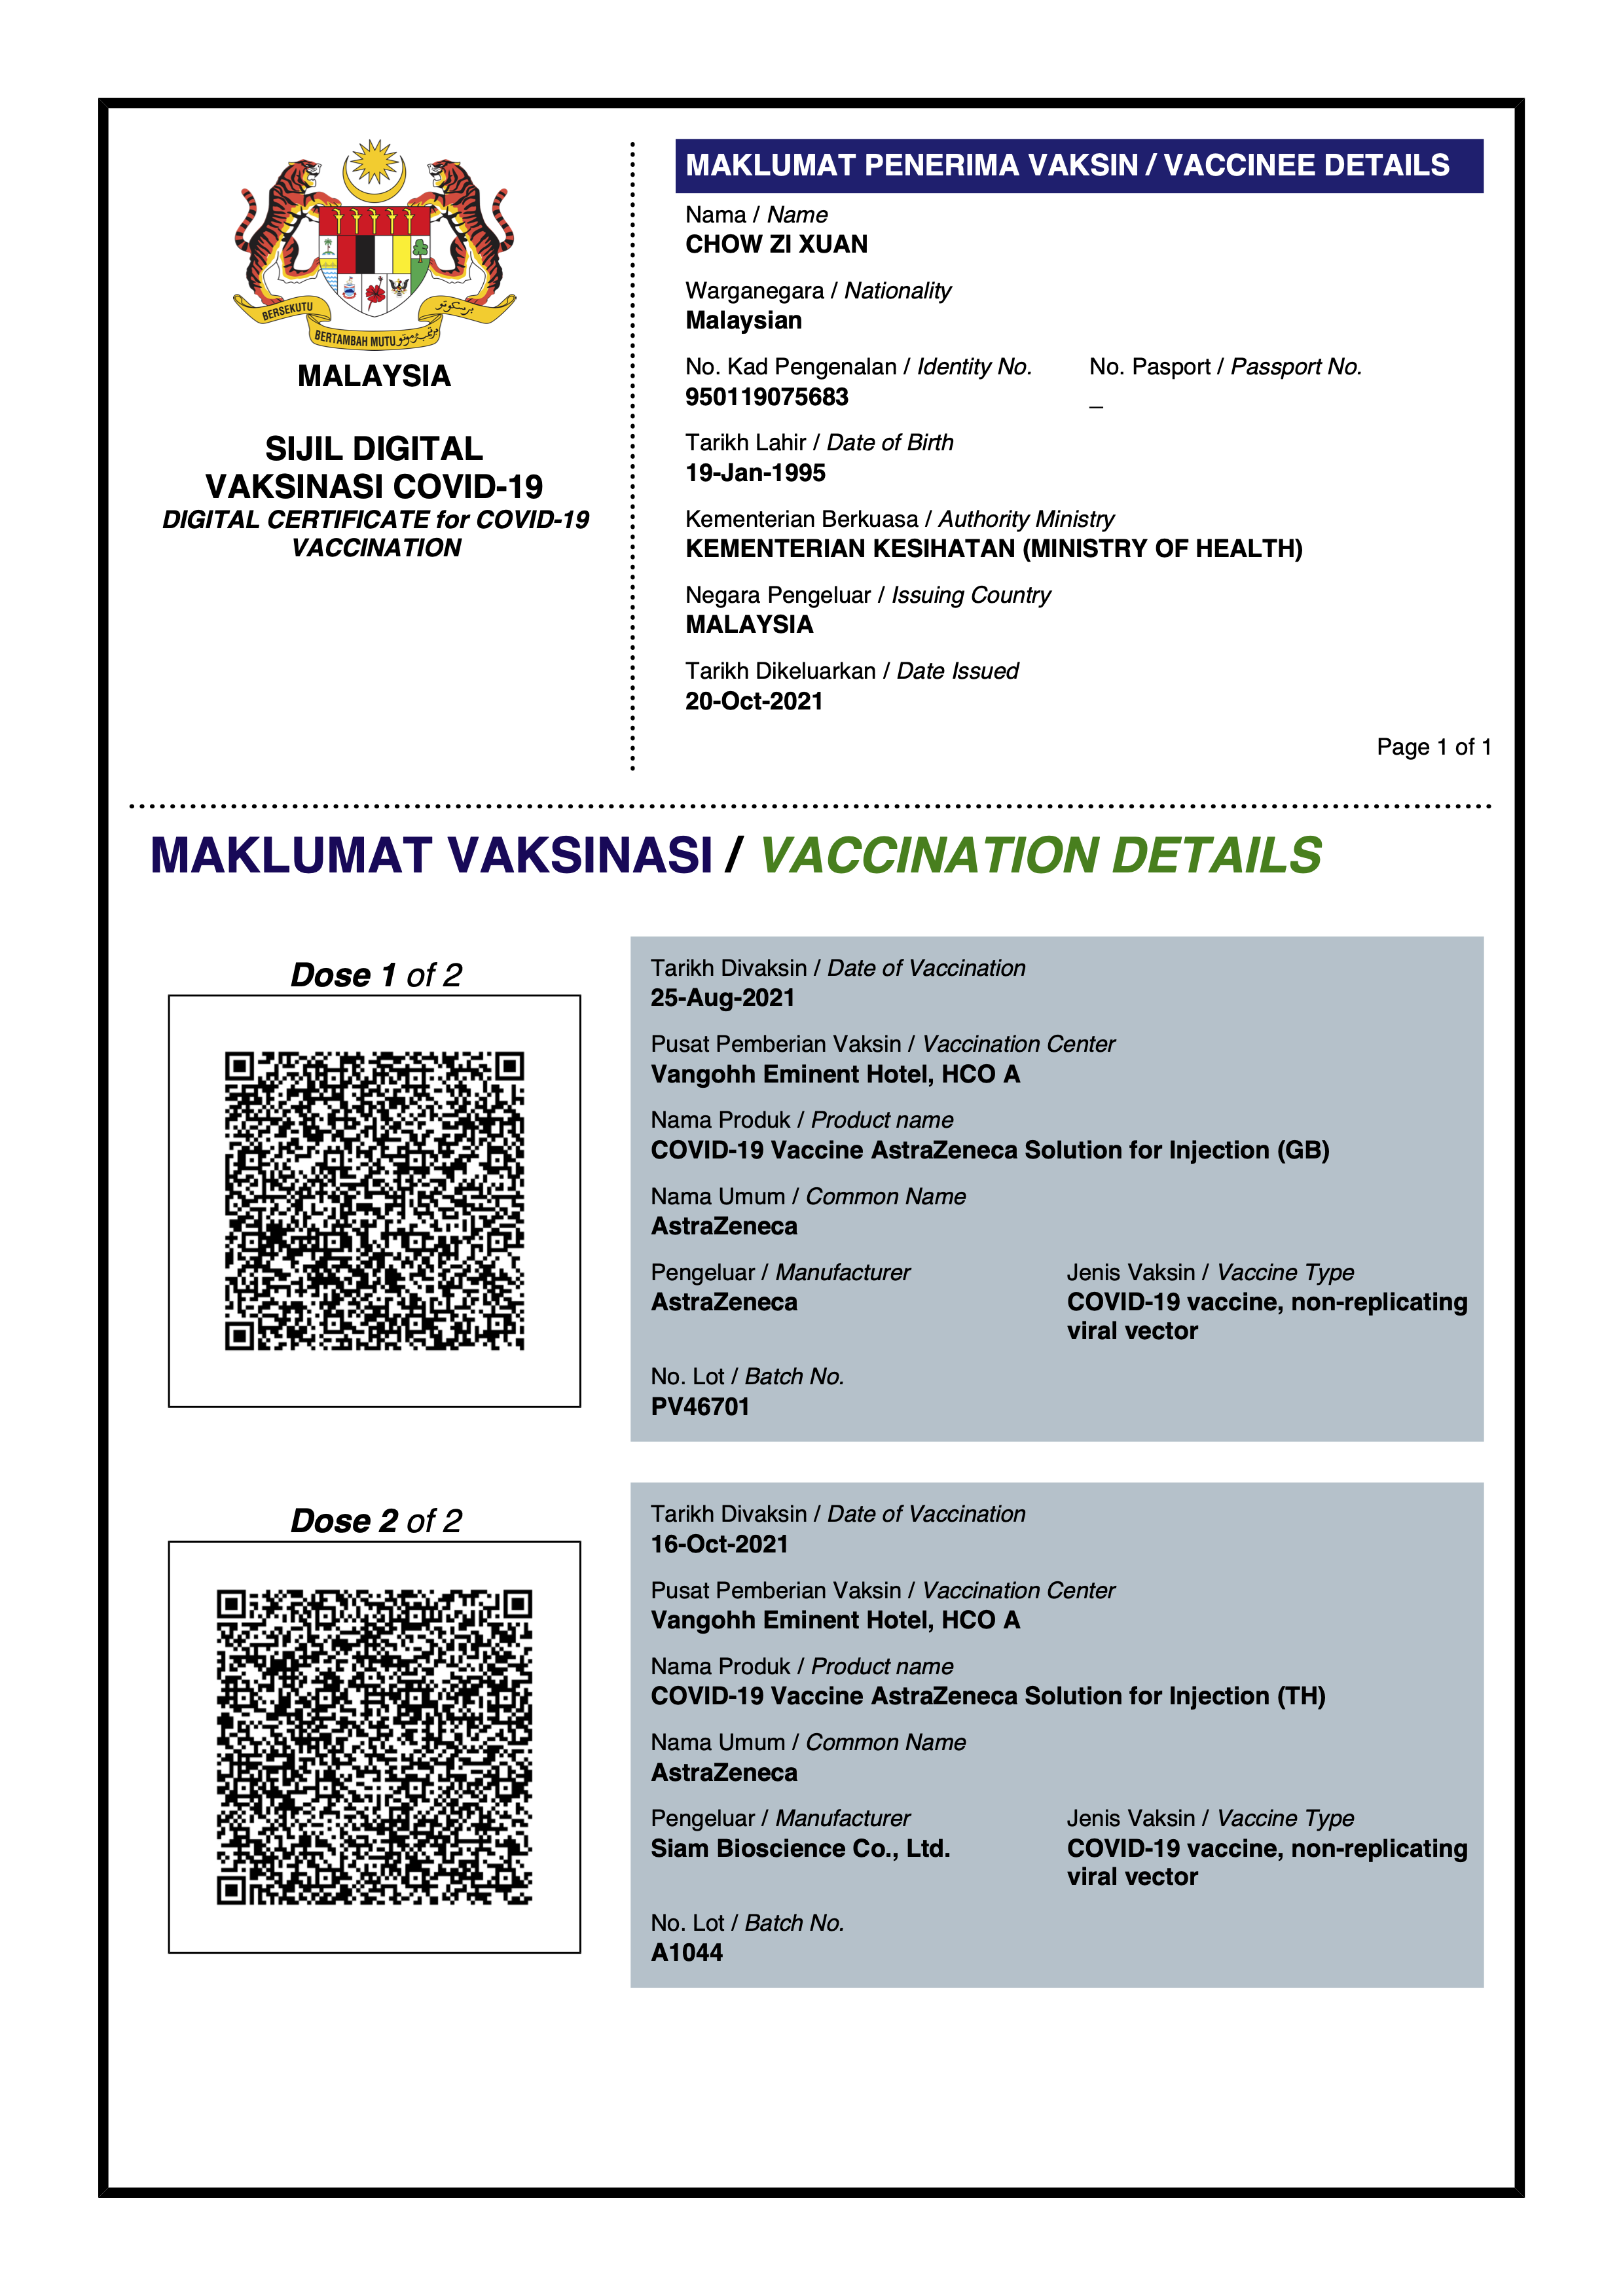 BERSEKUTU
BERTAMBAH MUTU
MALAYSIA
SIJIL DIGITAL
VAKSINASI COVID-19
DIGITAL CERTIFICATE for COVID-19
VACCINATION
MAKLUMAT PENERIMA VAKSIN / VACCINEE DETAILS
Nama / Name
CHOW ZI XUAN
Warganegara / Nationality
Malaysian
No. Kad Pengenalan / Identity No. No. Pasport / Passport No.
950119075683 _
Tarikh Lahir / Date of Birth
19-Jan-1995
Kementerian Berkuasa / Authority Ministry
KEMENTERIAN KESIHATAN (MINISTRY OF HEALTH)
Negara Pengeluar / Issuing Country
MALAYSIA
Tarikh Dikeluarkan / Date Issued
20-Oct-2021
Page 1 of 1
MAKLUMAT VAKSINASI / VACCINATION DETAILS
Dose 1 of 2
Tarikh Divaksin / Date of Vaccination
25-Aug-2021
Pusat Pemberian Vaksin / Vaccination Center
Vangohh Eminent Hotel, HCO A
Nama Produk / Product name
COVID-19 Vaccine AstraZeneca Solution for Injection (GB)
Nama Umum / Common Name
AstraZeneca
Pengeluar / Manufacturer Jenis Vaksin / Vaccine Type
AstraZeneca COVID-19 vaccine, non-replicating
viral vector
No. Lot / Batch No.
PV46701
Dose 2 of 2
Tarikh Divaksin / Date of Vaccination
16-Oct-2021
Pusat Pemberian Vaksin / Vaccination Center
Vangohh Eminent Hotel, HCO A
Nama Produk / Product name
COVID-19 Vaccine AstraZeneca Solution for Injection (TH)
Nama Umum / Common Name
AstraZeneca
Pengeluar / Manufacturer Jenis Vaksin / Vaccine Type
Siam Bioscience Co., Ltd. COVID-19 vaccine, non-replicating
viral vector
No. Lot / Batch No.
A1044